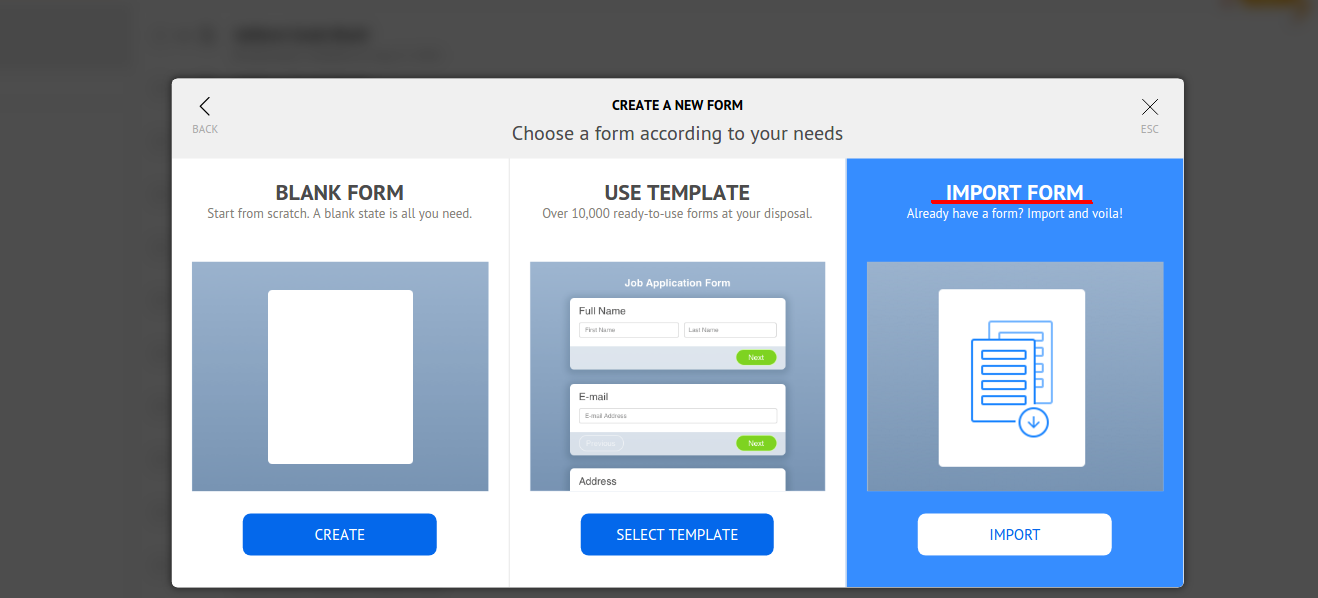 BACK
CREATE A NEW FORM
Choose a form according to your needs
ESC
BLANK FORM
Start from scratch. A blank state is all you need.
CREATE
USE TEMPLATE
Over 10,000 ready-to-use forms at your disposal.
Job Application Form
Full Name
First Name Last Name
Next
E-mail
E-mail Address
Previous Next
Address
SELECT TEMPLATE
IMPORT FORM
Already have a form? Import and voila!
IMPORT